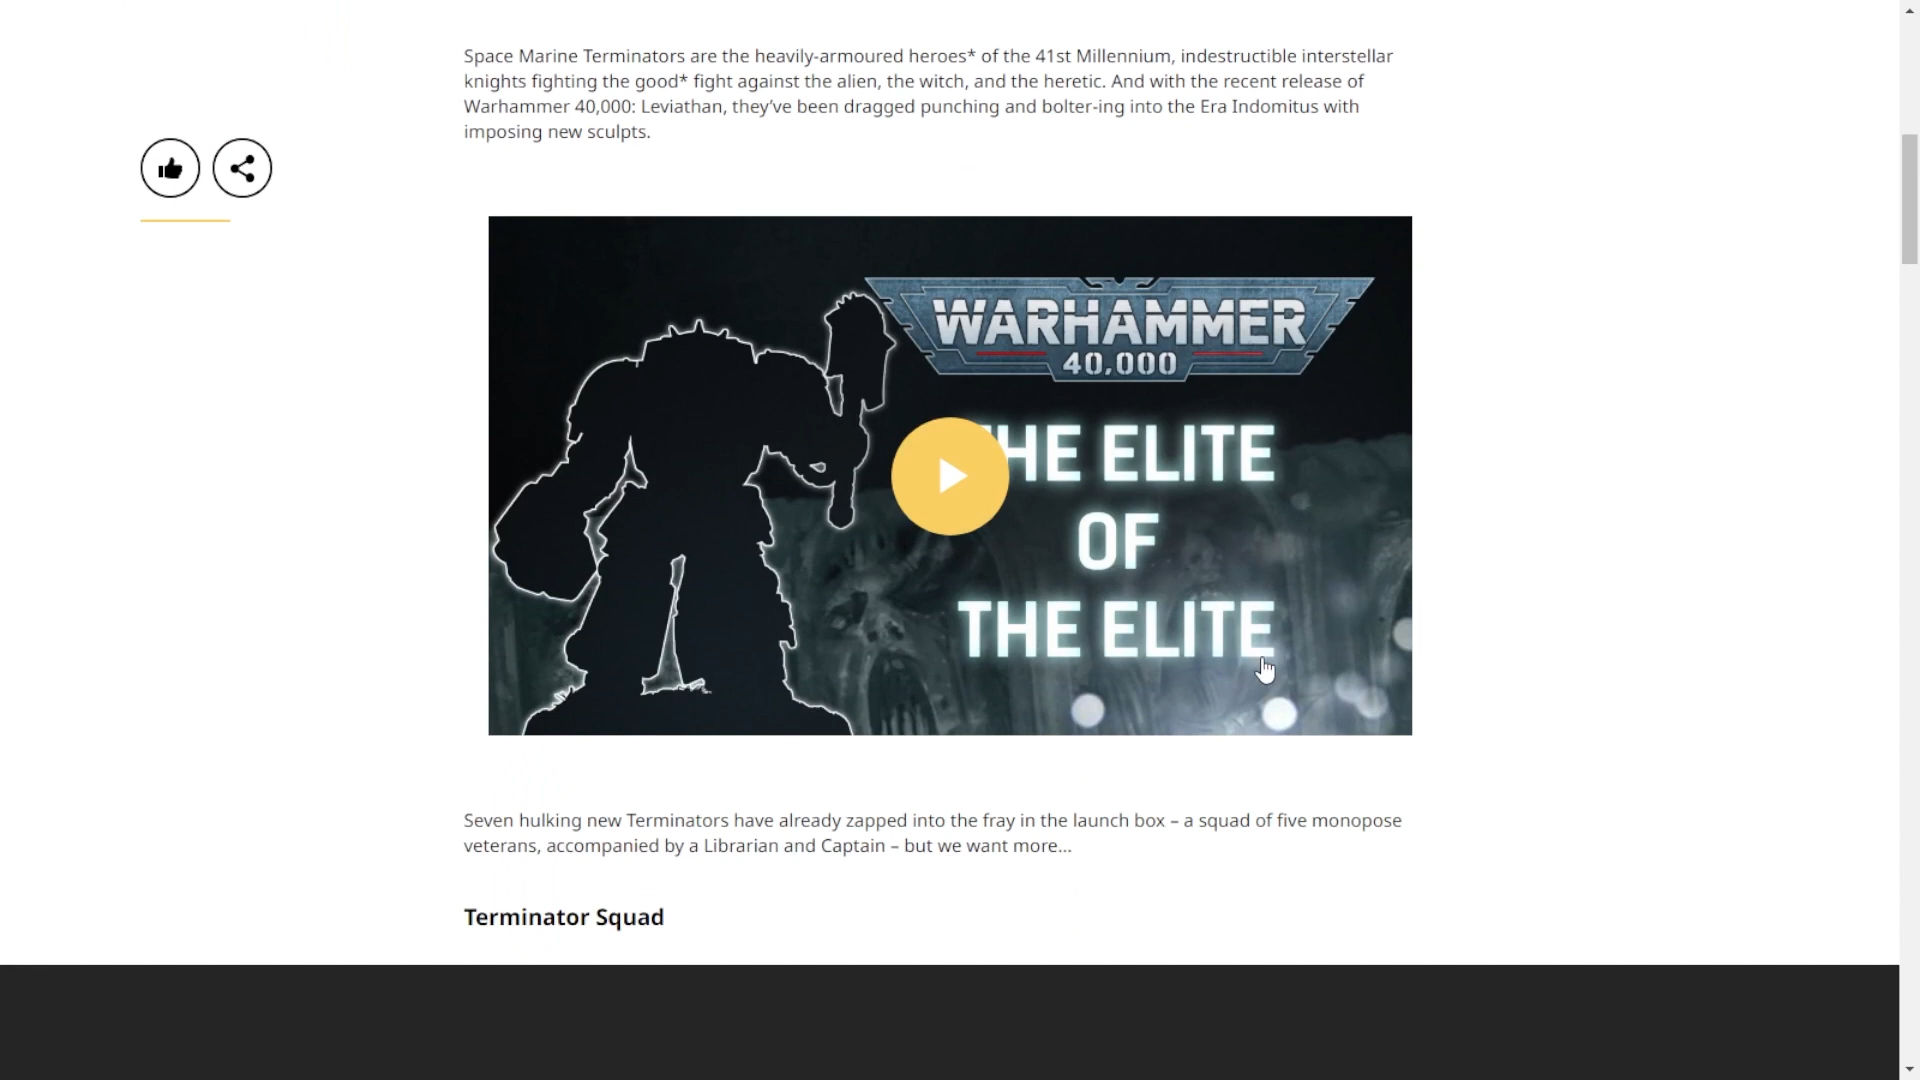 Space Marine Terminators are the heavily-armoured heroes* of the 41st Millennium, indestructible interstellar
knights fighting the good* fight against the alien, the witch, and the heretic. And with the recent release of
Warhammer 40,000: Leviathan, they’ve been dragged punching and bolter-ing into the Era Indomitus with
imposing new sculpts.
WARHAMMER
40,000
HE ELITE
OF
THE ELITE
Seven hulking new Terminators have already zapped into the fray in the launch box – a squad of five monopose
veterans, accompanied by a Librarian and Captain – but we want more...
Terminator Squad